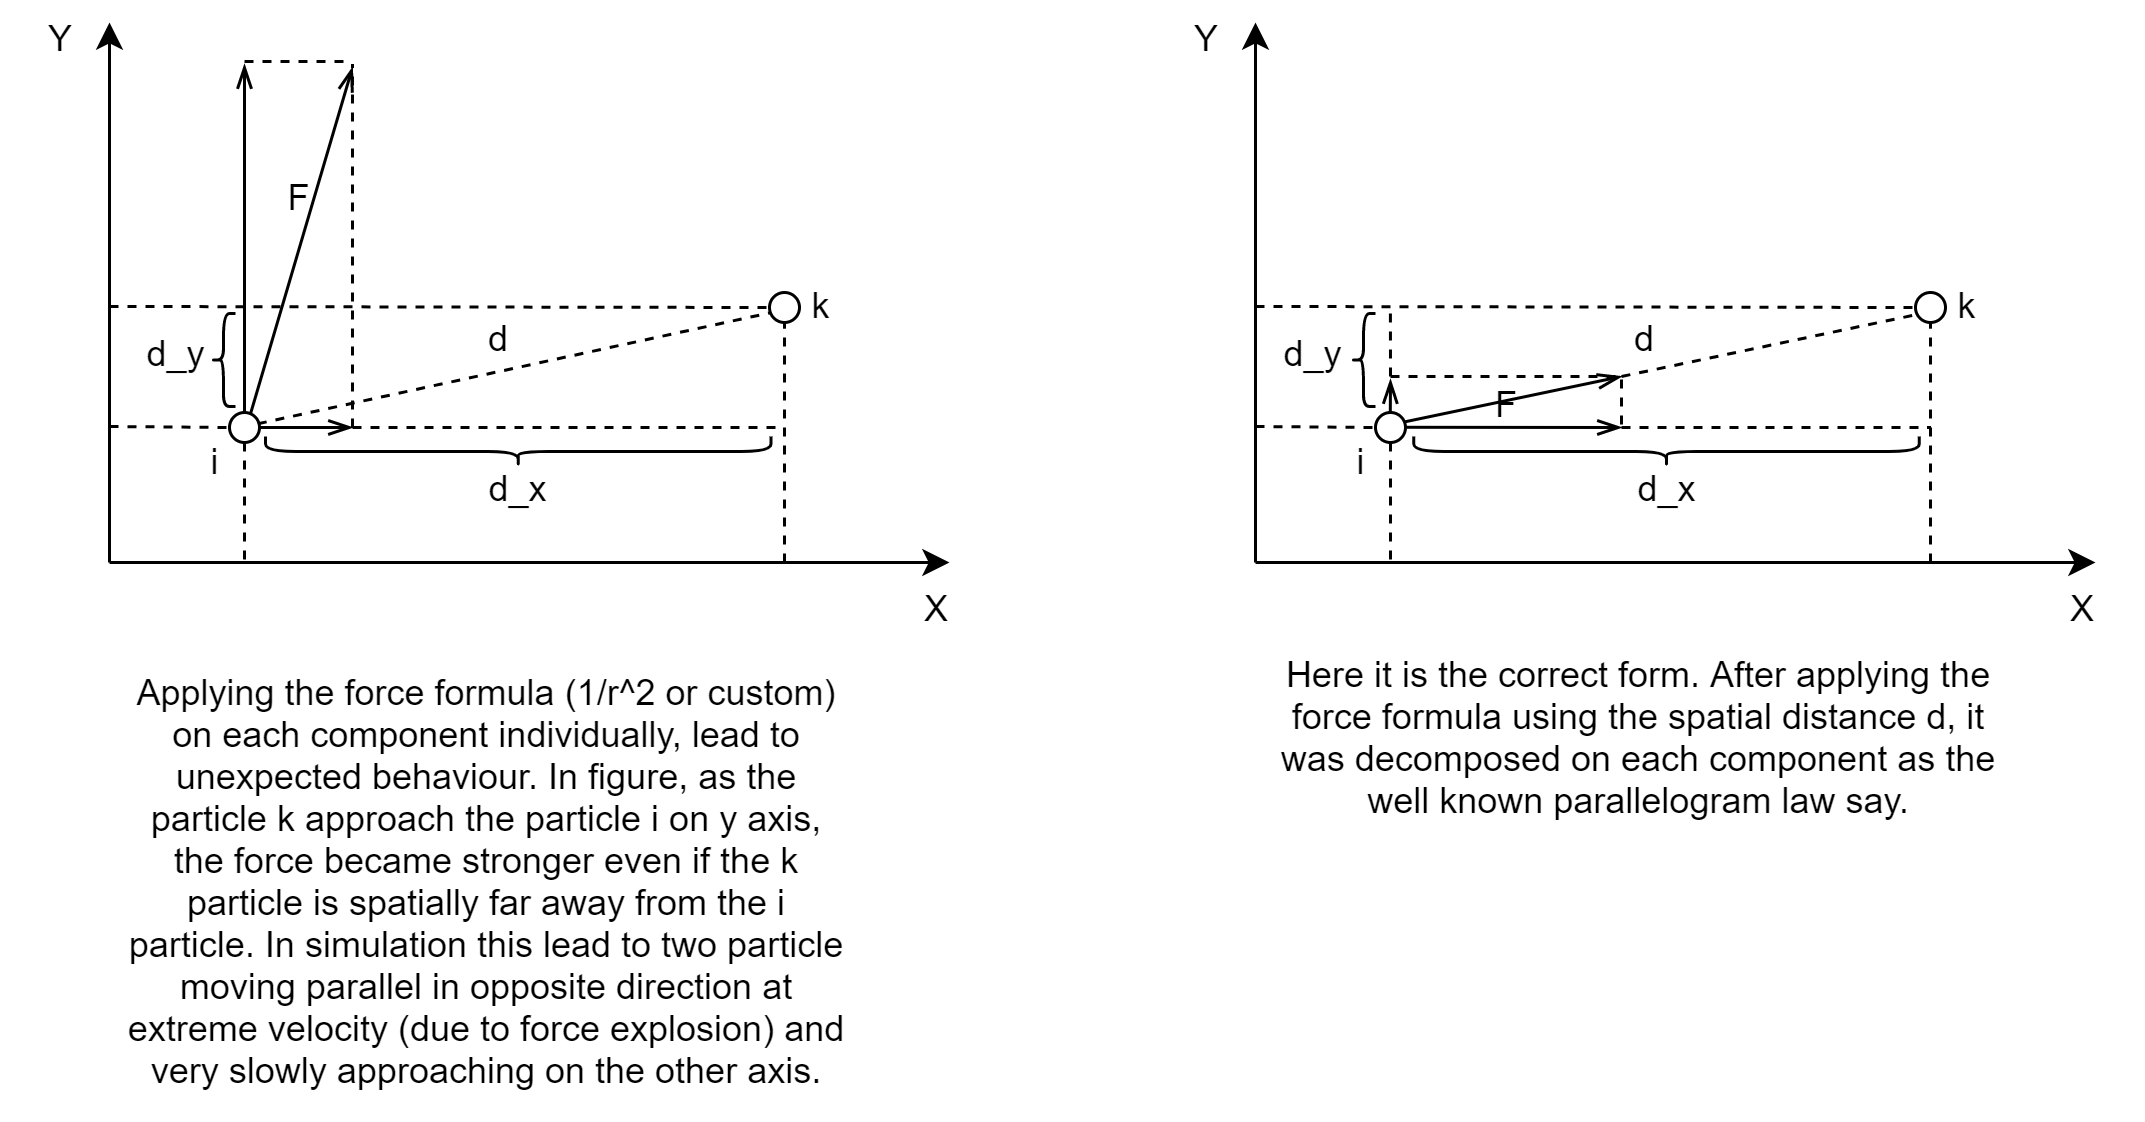 Y
F
k
d
d_y
i
d_x
X
Applying the force formula (1/r^2 or custom)
on each component individually, lead to
unexpected behaviour. In figure, as the
particle k approach the particle i on y axis,
the force became stronger even if the k
particle is spatially far away from the i
particle. In simulation this lead to two particle
moving parallel in opposite direction at
extreme velocity (due to force explosion) and
very slowly approaching on the other axis.
Y
k
d
d_y
F
i
d_x
X
Here it is the correct form. After applying the
force formula using the spatial distance d, it
was decomposed on each component as the
well known parallelogram law say.